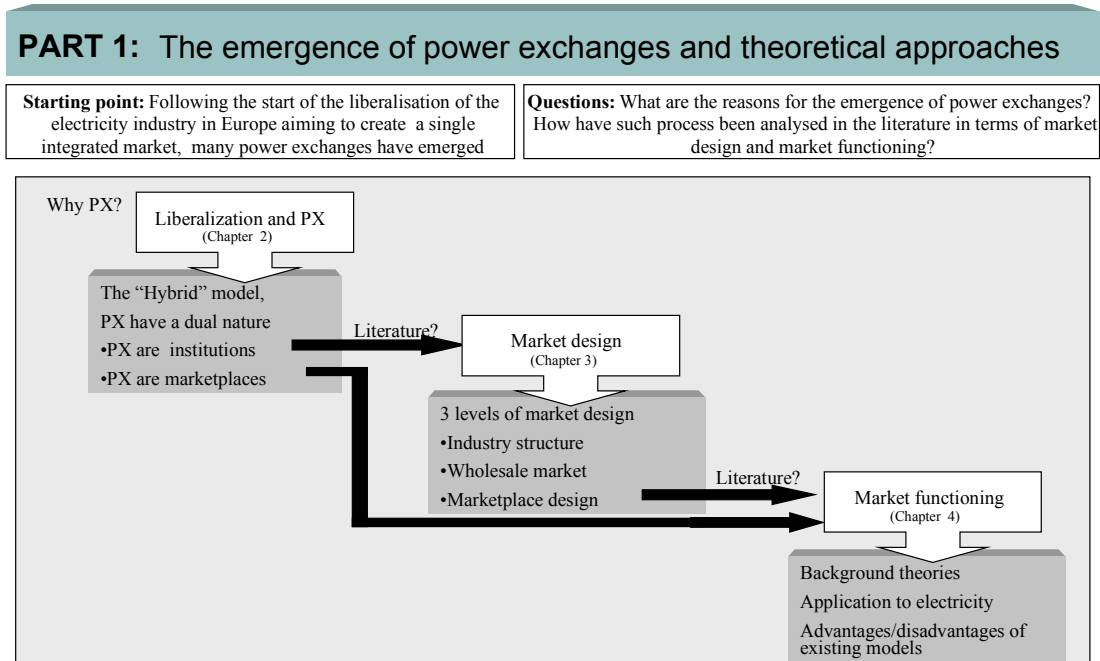 PART 1: The emergence of power exchanges and theoretical approaches
Starting point: Following the start of the liberalisation of the
electricity industry in Europe aiming to create a single
integrated market, many power exchanges have emerged
Questions: What are the reasons for the emergence of power exchanges?
How have such process been analysed in the literature in terms of market
design and market functioning?
Why PX?
Liberalization and PX
(Chapter 2)
The “Hybrid” model,
PX have a dual nature
•PX are institutions
•PX are marketplaces
Literature?
Market design
(Chapter 3)
3 levels of market design
•Industry structure
•Wholesale market
•Marketplace design
Literature?
Market functioning
(Chapter 4)
Background theories
Application to electricity
Advantages/disadvantages of
existing models